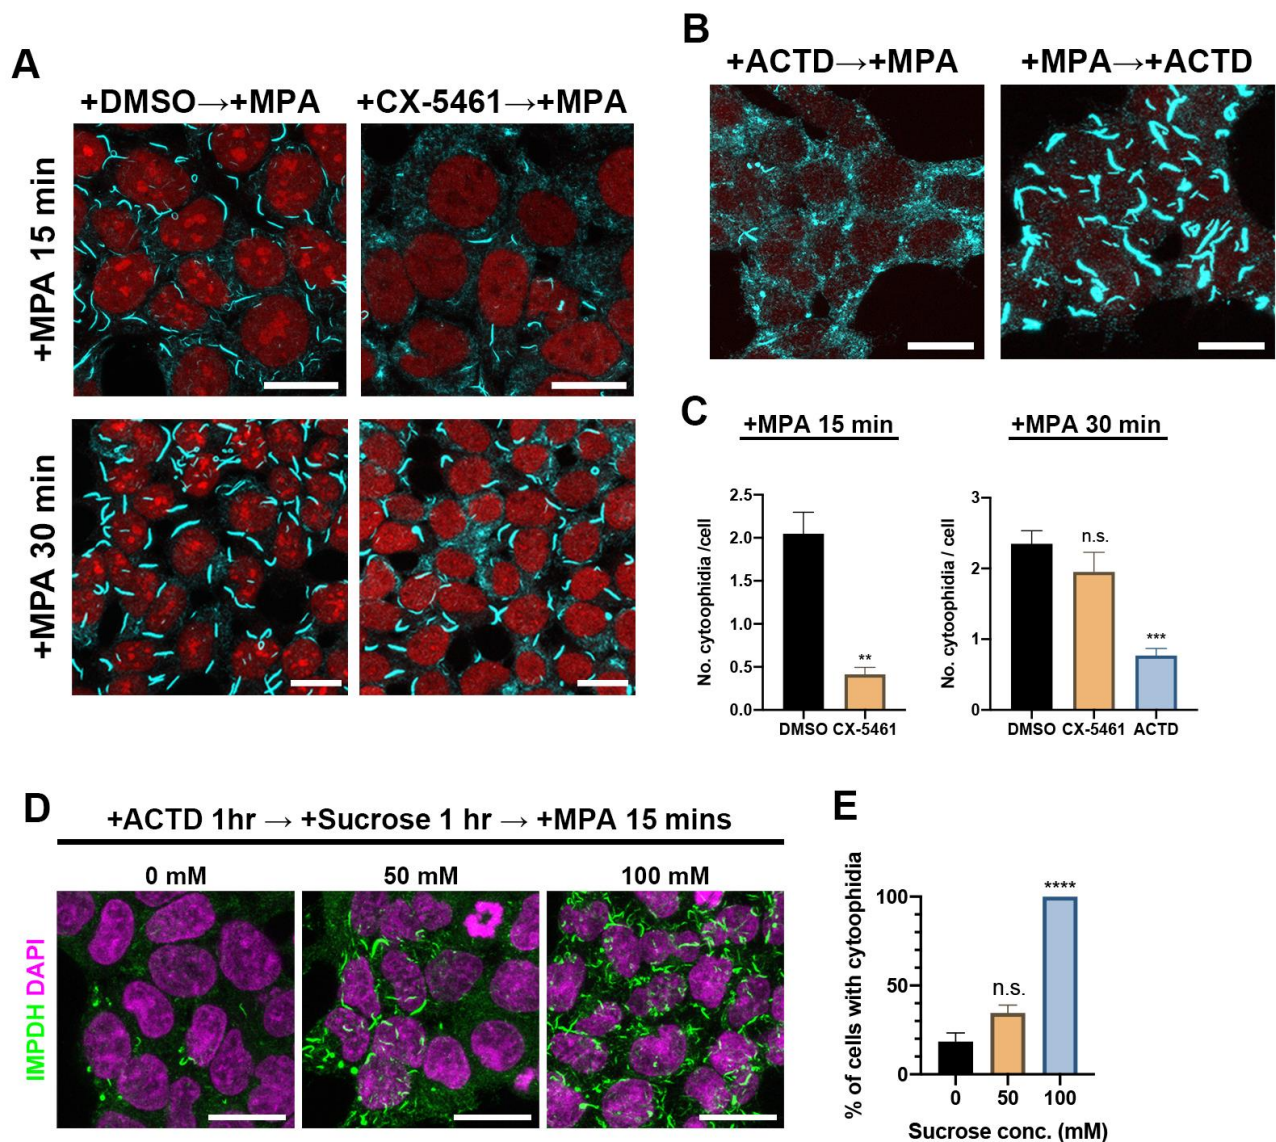 A
+DMSO→+MPA
+CX-5461→+MPA
+MPA 15 min
+MPA 30 min
B
+ACTD→+MPA
+MPA→+ACTD
C
+MPA 15 min
No. cytoophidia /cell
2.5
2.0
1.5
1.0
0.5
0.0
**
DMSO CX-5461
+MPA 30 min
No. cytoophidia / cell
3
2
1
0
n.s.
***
DMSO CX-5461 ACTD
D
+ACTD 1hr → +Sucrose 1 hr → +MPA 15 mins
0 mM
50 mM
100 mM
IMPDH DAPI
E
% of cells with cytoophidia
100
50
0
n.s.
****
0 50 100
Sucrose conc. (mM)